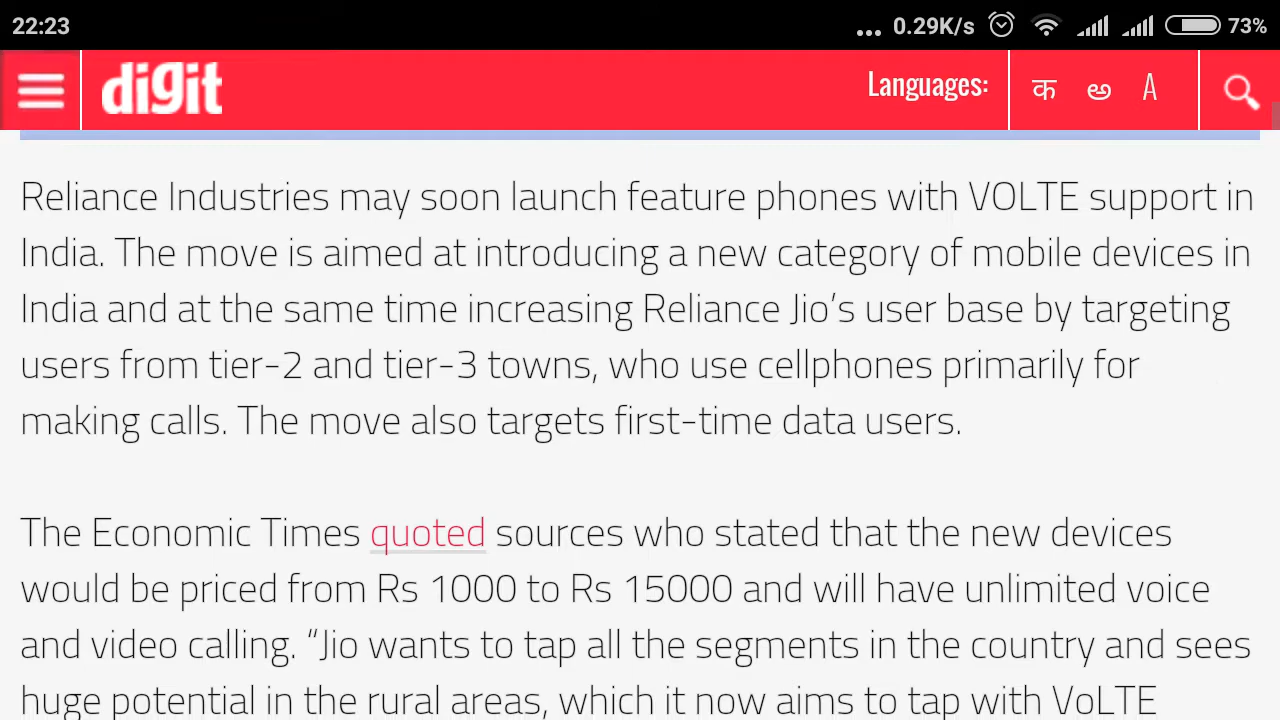 22:23 ... 0.29K/s 73%
digit Languages: क అ A
Reliance Industries may soon launch feature phones with VOLTE support in
India. The move is aimed at introducing a new category of mobile devices in
India and at the same time increasing Reliance Jio’s user base by targeting
users from tier-2 and tier-3 towns, who use cellphones primarily for
making calls. The move also targets first-time data users.
The Economic Times quoted sources who stated that the new devices
would be priced from Rs 1000 to Rs 15000 and will have unlimited voice
and video calling. “Jio wants to tap all the segments in the country and sees
huge potential in the rural areas, which it now aims to tap with VoLTE